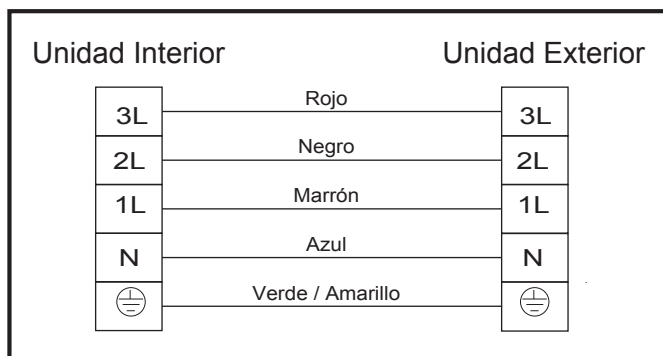 Unidad Interior Unidad Exterior
3L Rojo 3L
2L Negro 2L
1L Marrón 1L
N Azul N
Verde / Amarillo